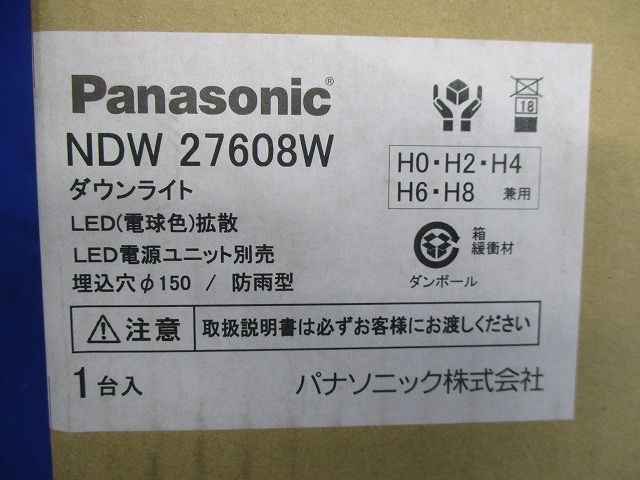 Panasonic®
NDW 27608W
ダウンライト
LED(電球色)拡散
LED電源ユニット別売
埋込穴φ150 / 防雨型
18
H0・H2・H4
H6・H8 兼用
箱
緩衝材
ダンボール
注意 取扱説明書は必ずお客様にお渡しください
1台入
パナソニック株式会社